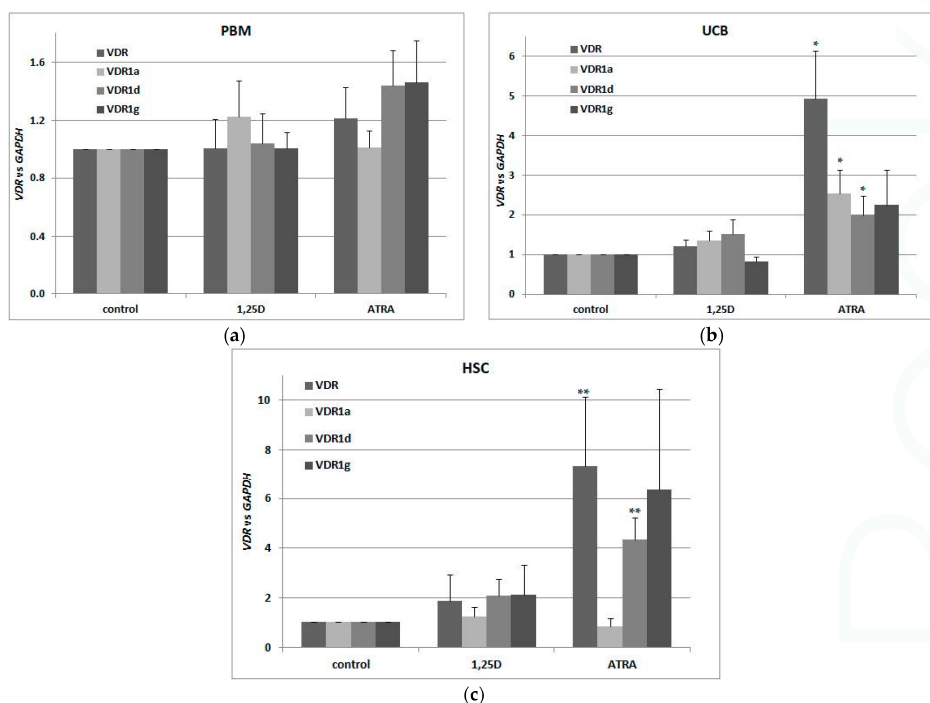 PBM
VDR
VDR1a
VDR1d
VDR1g
1.6
1.2
0.8
0.4
0.0
VDR vs GAPDH
control 1,25D ATRA
(a)
UCB
VDR
VDR1a
VDR1d
VDR1g
6
5
4
3
2
1
0
VDR vs GAPDH
*
*
*
control 1,25D ATRA
(b)
HSC
VDR
VDR1a
VDR1d
VDR1g
10
8
6
4
2
0
VDR vs GAPDH
**
**
control 1,25D ATRA
(c)